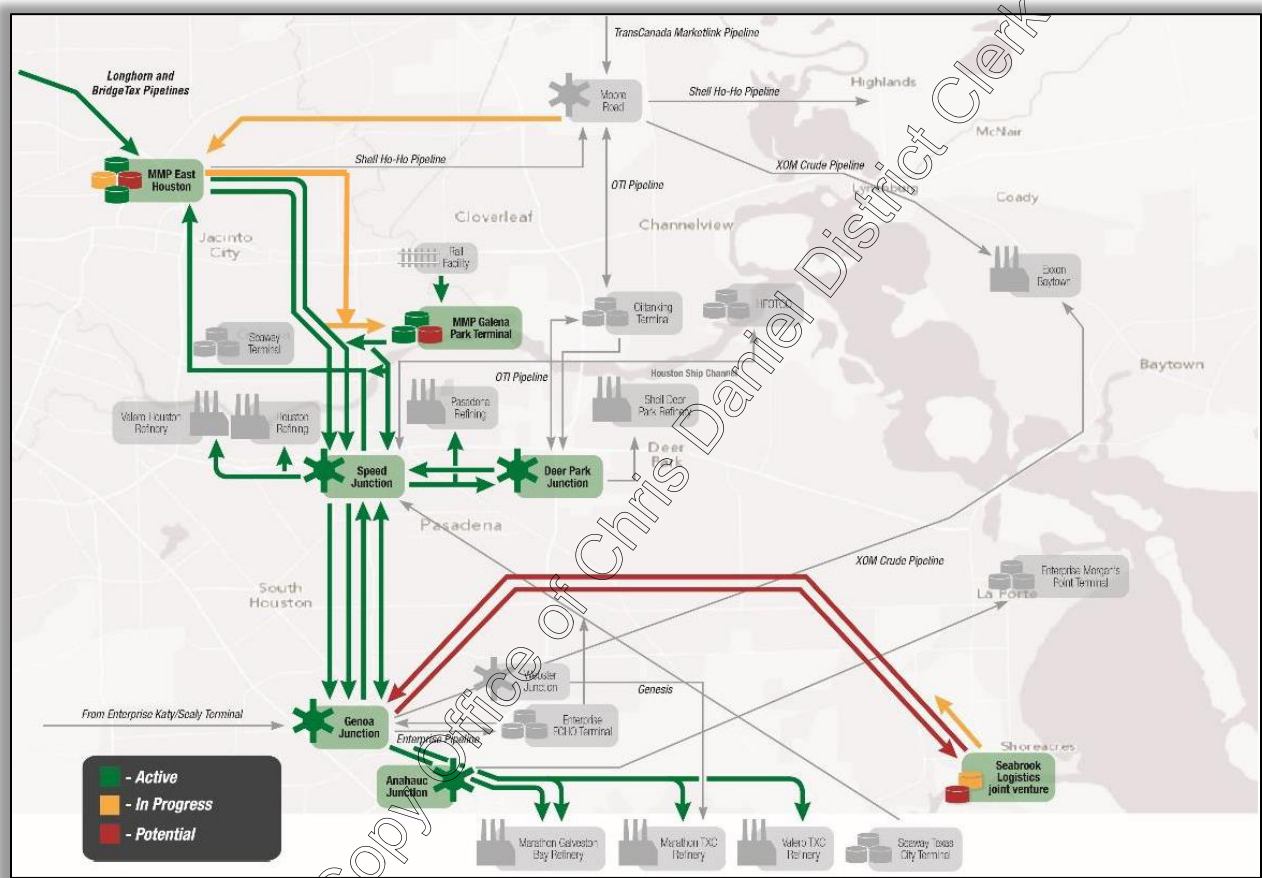 TransCanada Marketlink Pipeline
Longhorn and
BridgeTex Pipelines
Highlands
Moore
Road
Shell Ho-Ho Pipeline
McNair
Shell Ho-Ho Pipeline
XOM Crude Pipeline
MMP East
Houston
OTI Pipeline
Lynchburg
Coady
Cloverleaf
Channelview
Jacinto
City
Rail
Facility
Exxon
Baytown
Oiltanking
Terminal
HFOTCO
MMP Galena
Park Terminal
Seaway
Terminal
Houston Ship Channel
OTI Pipeline
Baytown
Pasadena
Refining
Shell Deer
Park Refinery
Valero Houston
Refinery
Houston
Refining
Deer
Park
Speed
Junction
Deer Park
Junction
Pasadena
XOM Crude Pipeline
South
Houston
Enterprise Morgan's
Point Terminal
La Porte
Webster
Junction
Genesis
From Enterprise Katy/Sealy Terminal
Genoa
Junction
Enterprise
ECHO Terminal
Enterprise Pipeline
Shoreacres
Anahauc
Junction
Seabrook
Logistics
joint venture
- Active
- In Progress
- Potential
Marathon Galveston
Bay Refinery
Marathon TXC
Refinery
Valero TXC
Refinery
Seaway Texas
City Terminal
Copy Office of Chris Daniel District Clerk